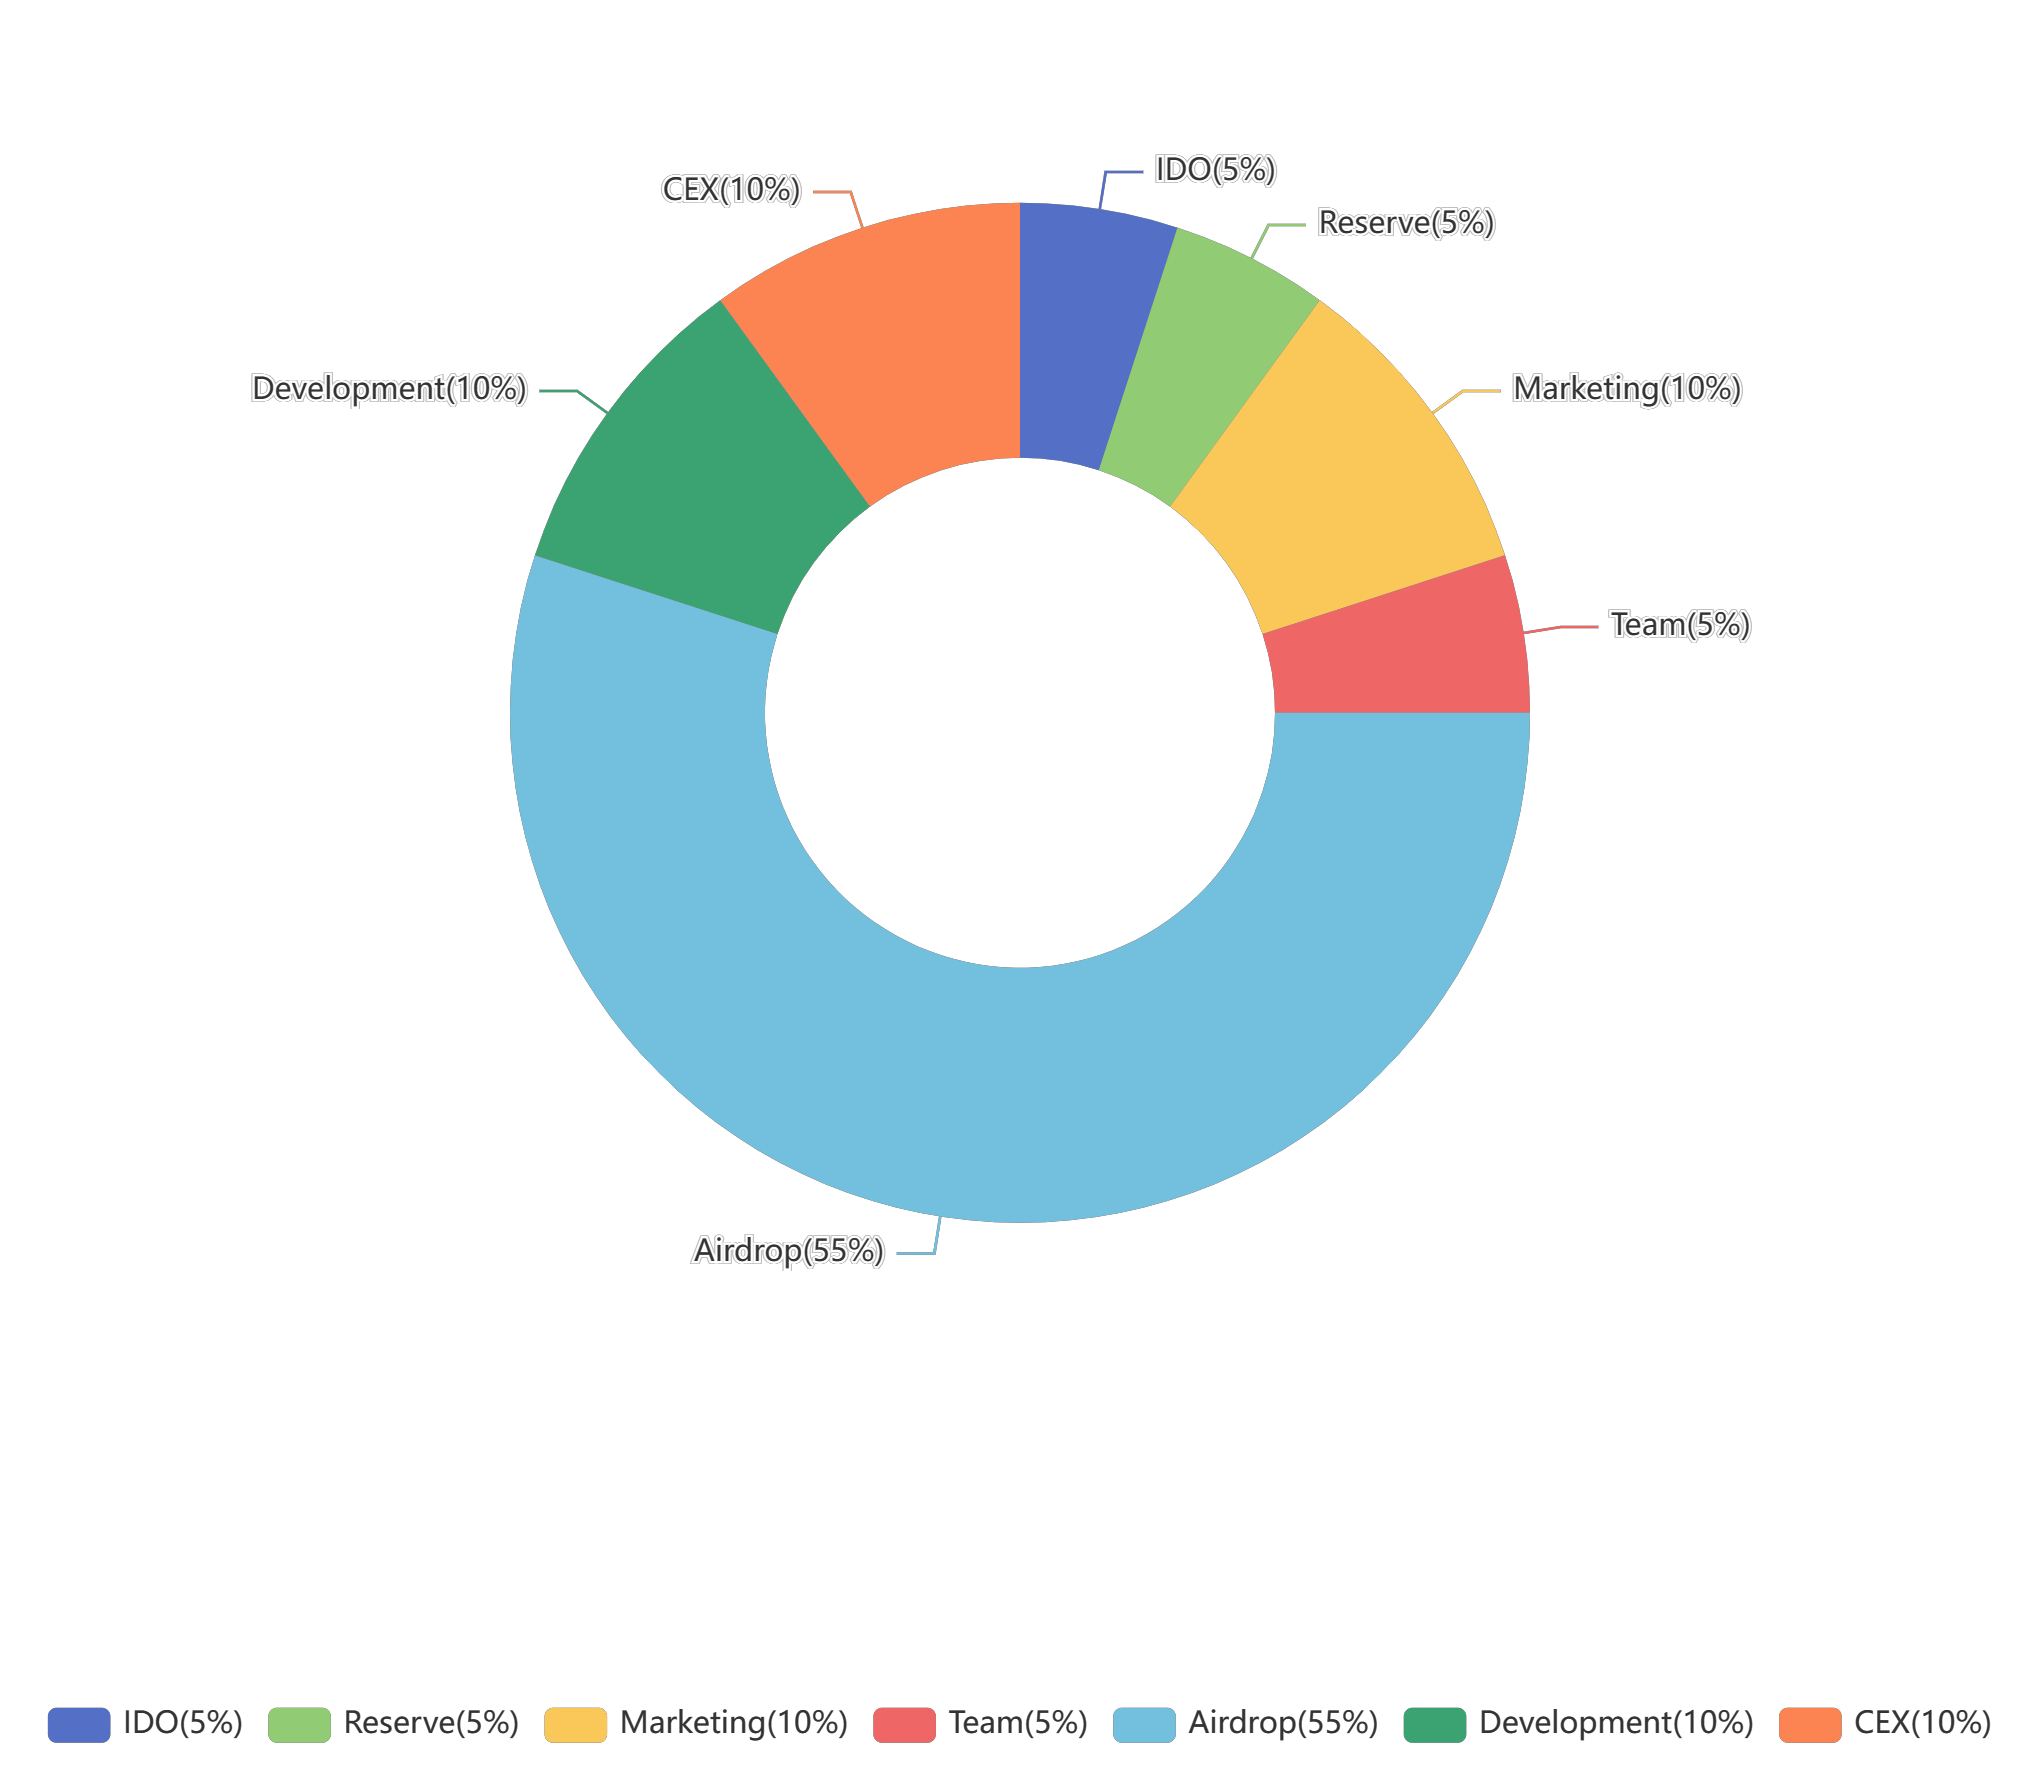 IDO(5%)
CEX(10%)
Reserve(5%)
Development(10%)
Marketing(10%)
Team(5%)
Airdrop(55%)
IDO(5%) Reserve(5%) Marketing(10%) Team(5%) Airdrop(55%) Development(10%) CEX(10%)